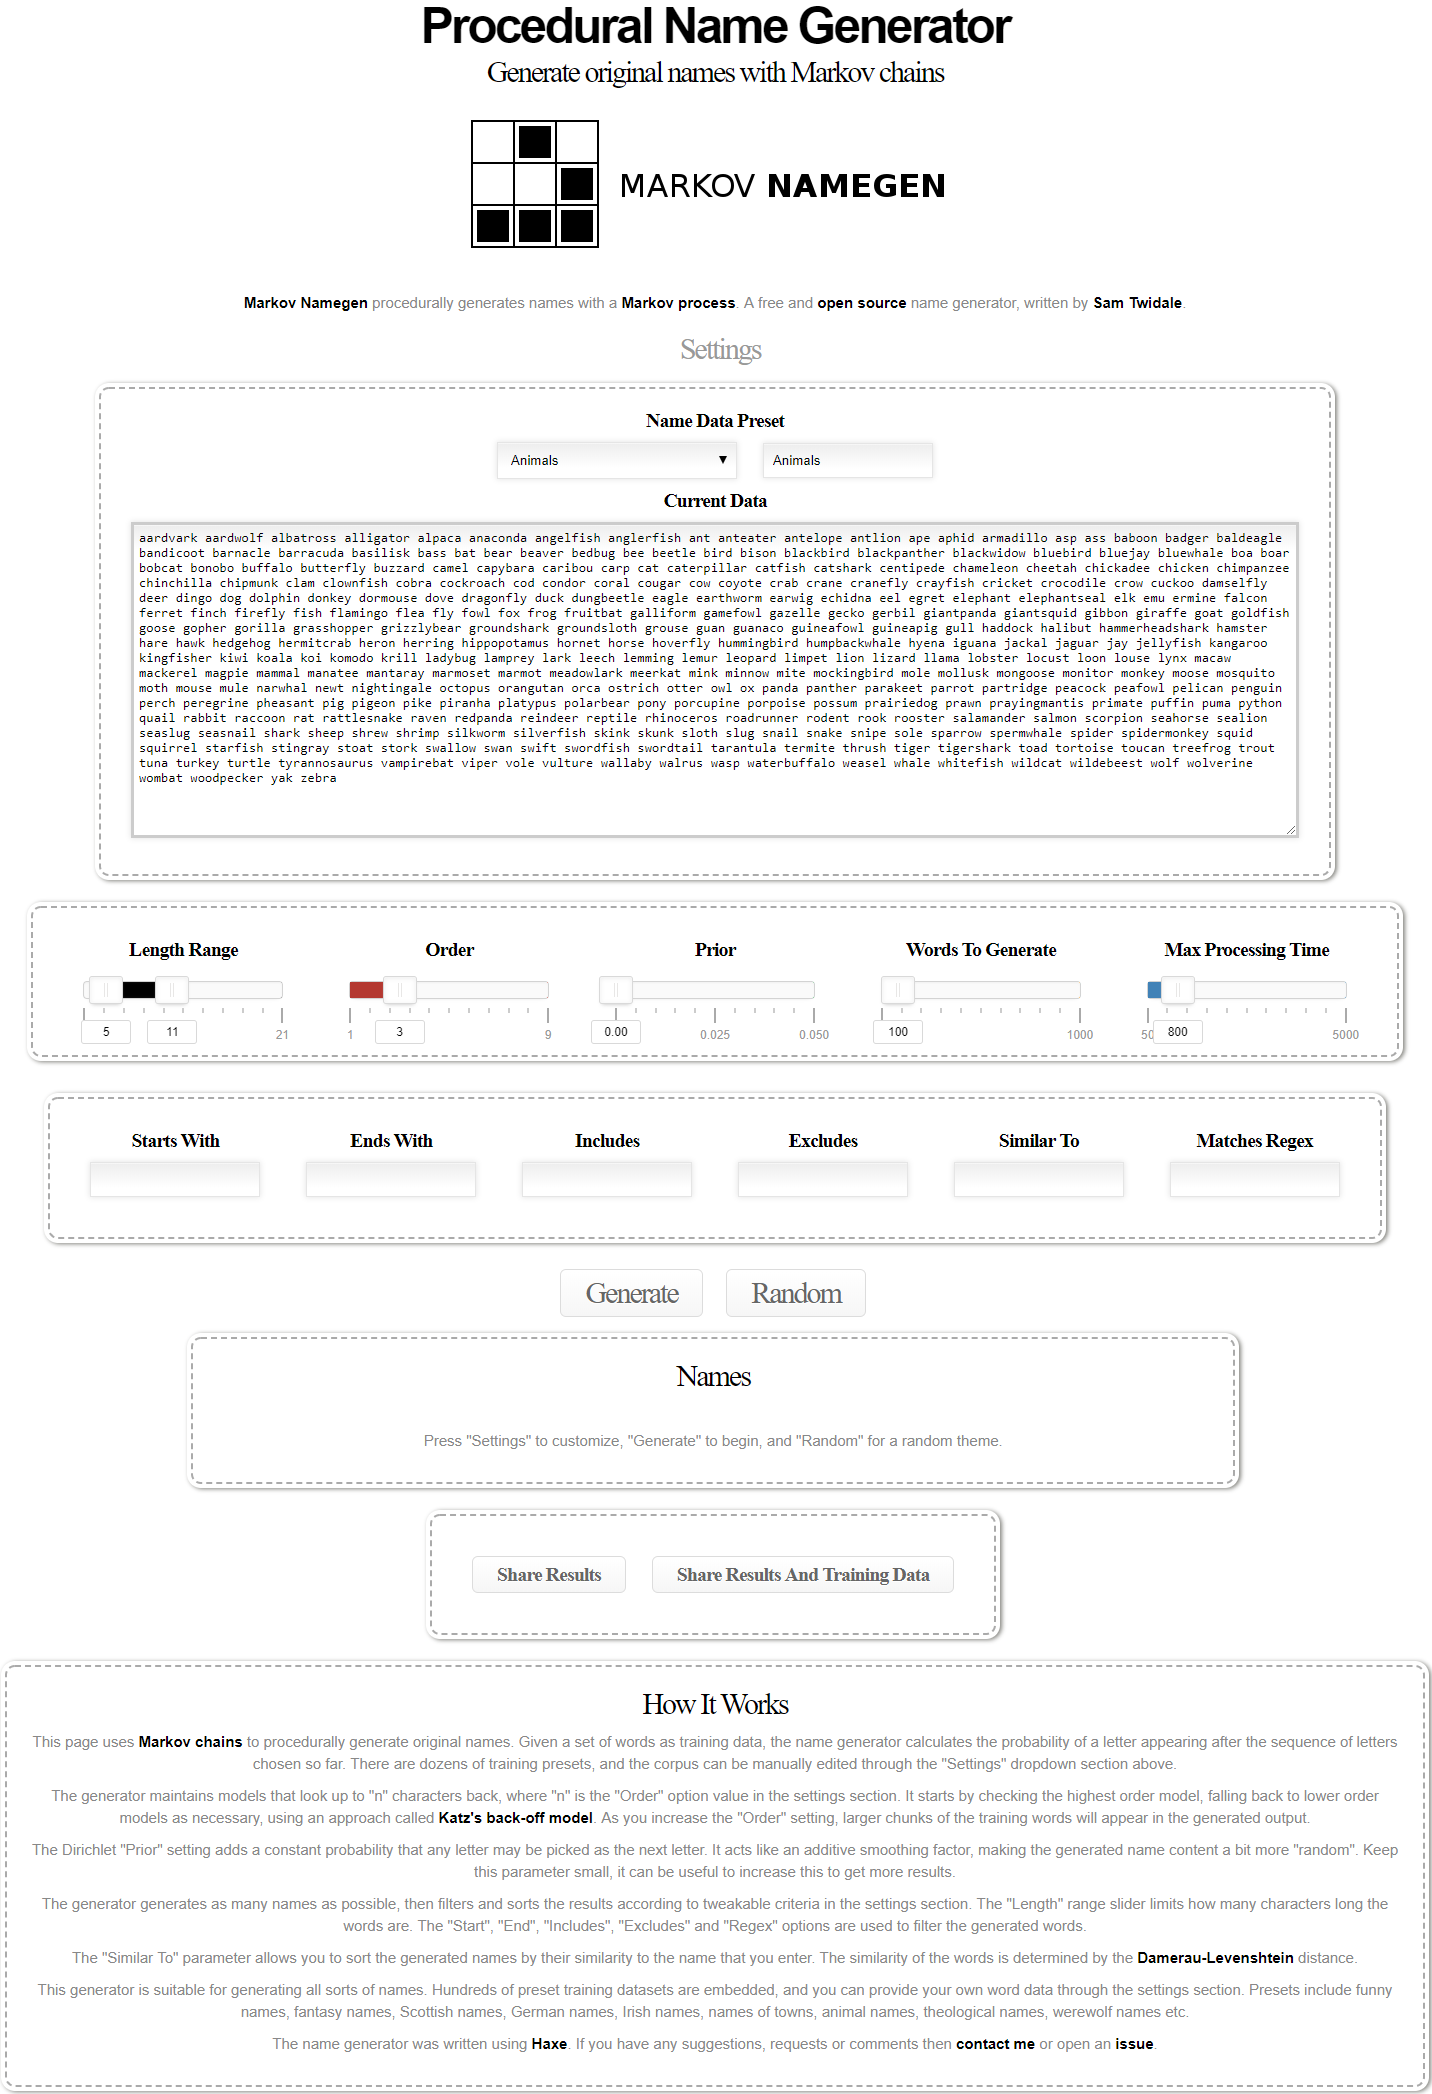 Procedural Name Generator
Generate original names with Markov chains
MARKOV NAMEGEN
Markov Namegen procedurally generates names with a Markov process. A free and open source name generator, written by Sam Twidale.
Settings
Name Data Preset
Animals ▼ Animals
Current Data
aardvark aardwolf albatross alligator alpaca anaconda angelfish anglerfish ant anteater antelope antlion ape aphid armadillo asp ass baboon badger baldeagle
bandicoot barnacle barracuda basilisk bass bat bear beaver bedbug bee beetle bird bison blackbird blackpanther blackwidow bluebird bluejay bluewhale boa boar
bobcat bonobo buffalo butterfly buzzard camel capybara caribou carp cat caterpillar catfish catshark centipede chameleon cheetah chickadee chicken chimpanzee
chinchilla chipmunk clam clownfish cobra cockroach cod condor coral cougar cow coyote crab crane cranefly crayfish cricket crocodile crow cuckoo damselfly
deer dingo dog dolphin donkey dormouse dove dragonfly duck dungbeetle eagle earthworm earwig echidna eel egret elephant elephantseal elk emu ermine falcon
ferret finch firefly fish flamingo flea fly fowl fox frog fruitbat galliform gamefowl gazelle gecko gerbil giantpanda giantsquid gibbon giraffe goat goldfish
goose gopher gorilla grasshopper grizzlybear groundshark groundsloth grouse guan guanaco guineafowl guineapig gull haddock halibut hammerheadshark hamster
hare hawk hedgehog hermitcrab heron herring hippopotamus hornet horse hoverfly hummingbird humpbackwhale hyena iguana jackal jaguar jay jellyfish kangaroo
kingfisher kiwi koala koi komodo krill ladybug lamprey lark leech lemming lemur leopard limpet lion lizard llama lobster locust loon louse lynx macaw
mackerel magpie mammal manatee mantaray marmoset marmot meadowlark meerkat mink minnow mite mockingbird mole mollusk mongoose monitor monkey moose mosquito
moth mouse mule narwhal newt nightingale octopus orangutan orca ostrich otter owl ox panda panther parakeet parrot partridge peacock peafowl pelican penguin
perch peregrine pheasant pig pigeon pike piranha platypus polarbear pony porcupine porpoise possum prairiedog prawn prayingmantis primate puffin puma python
quail rabbit raccoon rat rattlesnake raven redpanda reindeer reptile rhinoceros roadrunner rodent rook rooster salamander salmon scorpion seahorse sealion
seaslug seasnail shark sheep shrew shrimp silkworm silverfish skink skunk sloth slug snail snake snipe sole sparrow spermwhale spider spidermonkey squid
squirrel starfish stingray stoat stork swallow swan swift swordfish swordtail tarantula termite thrush tiger tigershark toad tortoise toucan treefrog trout
tuna turkey turtle tyrannosaurus vampirebat viper vole vulture wallaby walrus wasp waterbuffalo weasel whale whitefish wildcat wildebeest wolf wolverine
wombat woodpecker yak zebra
Length Range Order Prior Words To Generate Max Processing Time
5 11 21 1 3 9 0.00 0.025 0.050 100 1000 50 800 5000
Starts With Ends With Includes Excludes Similar To Matches Regex
Generate Random
Names
Press "Settings" to customize, "Generate" to begin, and "Random" for a random theme.
Share Results Share Results And Training Data
How It Works
This page uses Markov chains to procedurally generate original names. Given a set of words as training data, the name generator calculates the probability of a letter appearing after the sequence of letters
chosen so far. There are dozens of training presets, and the corpus can be manually edited through the "Settings" dropdown section above.
The generator maintains models that look up to "n" characters back, where "n" is the "Order" option value in the settings section. It starts by checking the highest order model, falling back to lower order
models as necessary, using an approach called Katz's back-off model. As you increase the "Order" setting, larger chunks of the training words will appear in the generated output.
The Dirichlet "Prior" setting adds a constant probability that any letter may be picked as the next letter. It acts like an additive smoothing factor, making the generated name content a bit more "random". Keep
this parameter small, it can be useful to increase this to get more results.
The generator generates as many names as possible, then filters and sorts the results according to tweakable criteria in the settings section. The "Length" range slider limits how many characters long the
words are. The "Start", "End", "Includes", "Excludes" and "Regex" options are used to filter the generated words.
The "Similar To" parameter allows you to sort the generated names by their similarity to the name that you enter. The similarity of the words is determined by the Damerau-Levenshtein distance.
This generator is suitable for generating all sorts of names. Hundreds of preset training datasets are embedded, and you can provide your own word data through the settings section. Presets include funny
names, fantasy names, Scottish names, German names, Irish names, names of towns, animal names, theological names, werewolf names etc.
The name generator was written using Haxe. If you have any suggestions, requests or comments then contact me or open an issue.